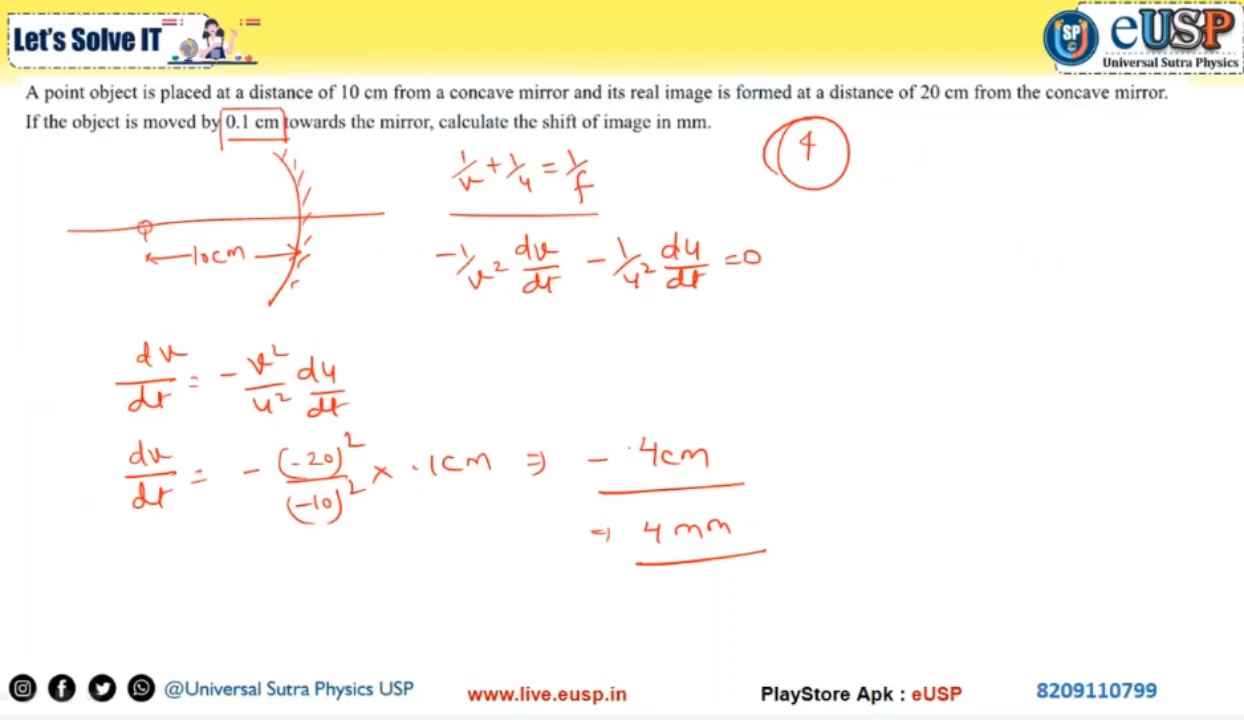 Let's Solve IT
SP eUSP
Universal Sutra Physics
A point object is placed at a distance of 10 cm from a concave mirror and its real image is formed at a distance of 20 cm from the concave mirror.
If the object is moved by 0.1 cm towards the mirror, calculate the shift of image in mm.
4
1/v + 1/u = 1/f
10cm
-1/v² dv/dt - 1/u² du/dt = 0
dv/dt = - v²/u² du/dt
dv/dt = - (-20)²/(-10)² × .1cm ⇒ - .4cm
⇒ 4mm
@Universal Sutra Physics USP
www.live.eusp.in
PlayStore Apk : eUSP
8209110799